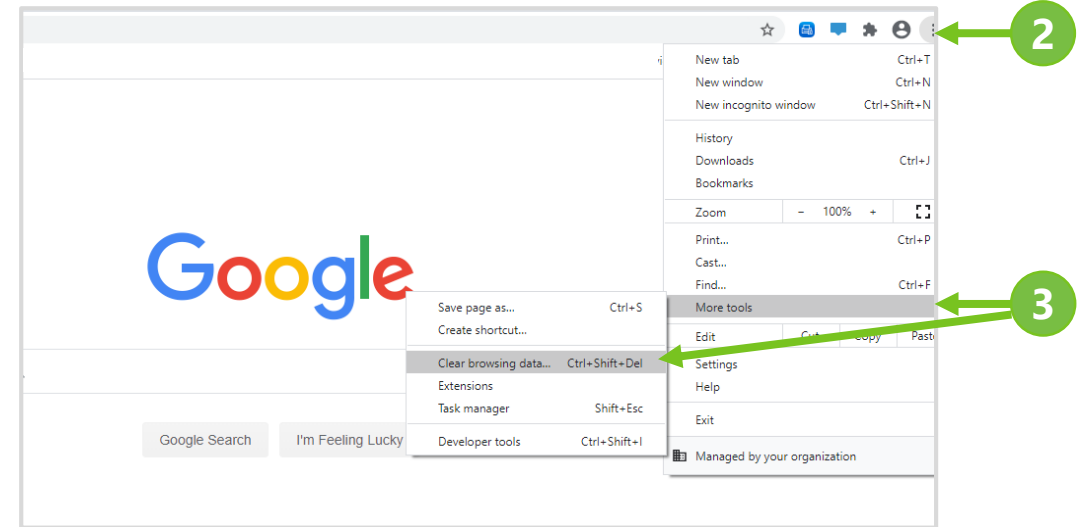 2
New tab Ctrl+T
New window Ctrl+N
New incognito window Ctrl+Shift+N
History
Downloads Ctrl+J
Bookmarks
Zoom - 100% +
Print... Ctrl+P
Cast...
Find... Ctrl+F
More tools
3
Edit Cut Copy Paste
Settings
Help
Exit
Managed by your organization
Google
Save page as... Ctrl+S
Create shortcut...
Clear browsing data... Ctrl+Shift+Del
Extensions
Task manager Shift+Esc
Developer tools Ctrl+Shift+I
Google Search I'm Feeling Lucky